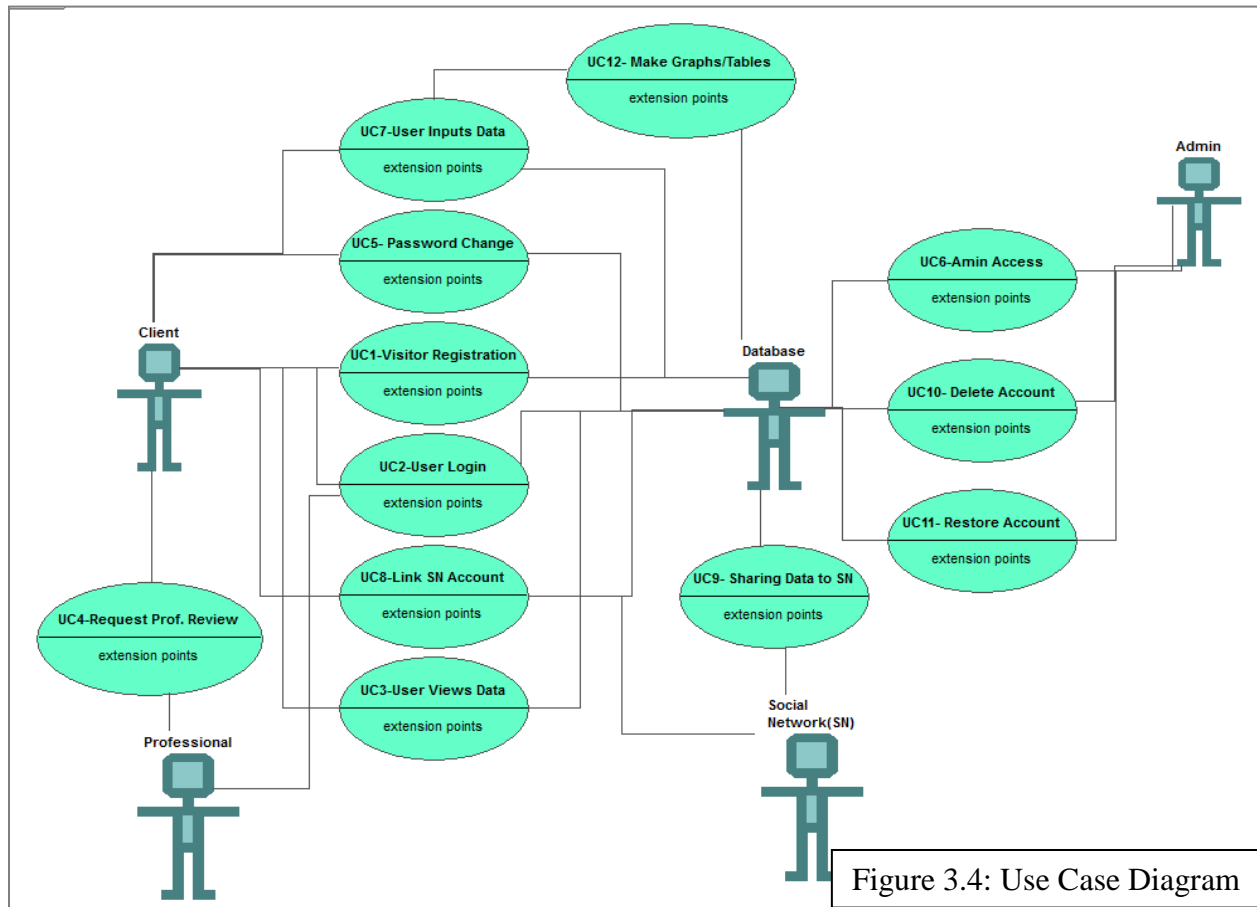 UC12- Make Graphs/Tables
extension points
UC7-User Inputs Data
extension points
Admin
UC5- Password Change
extension points
UC6-Amin Access
extension points
Client
UC1-Visitor Registration
extension points
Database
UC10- Delete Account
extension points
UC2-User Login
extension points
UC11- Restore Account
extension points
UC8-Link SN Account
extension points
UC9- Sharing Data to SN
extension points
UC4-Request Prof. Review
extension points
UC3-User Views Data
extension points
Social
Network(SN)
Professional
Figure 3.4: Use Case Diagram